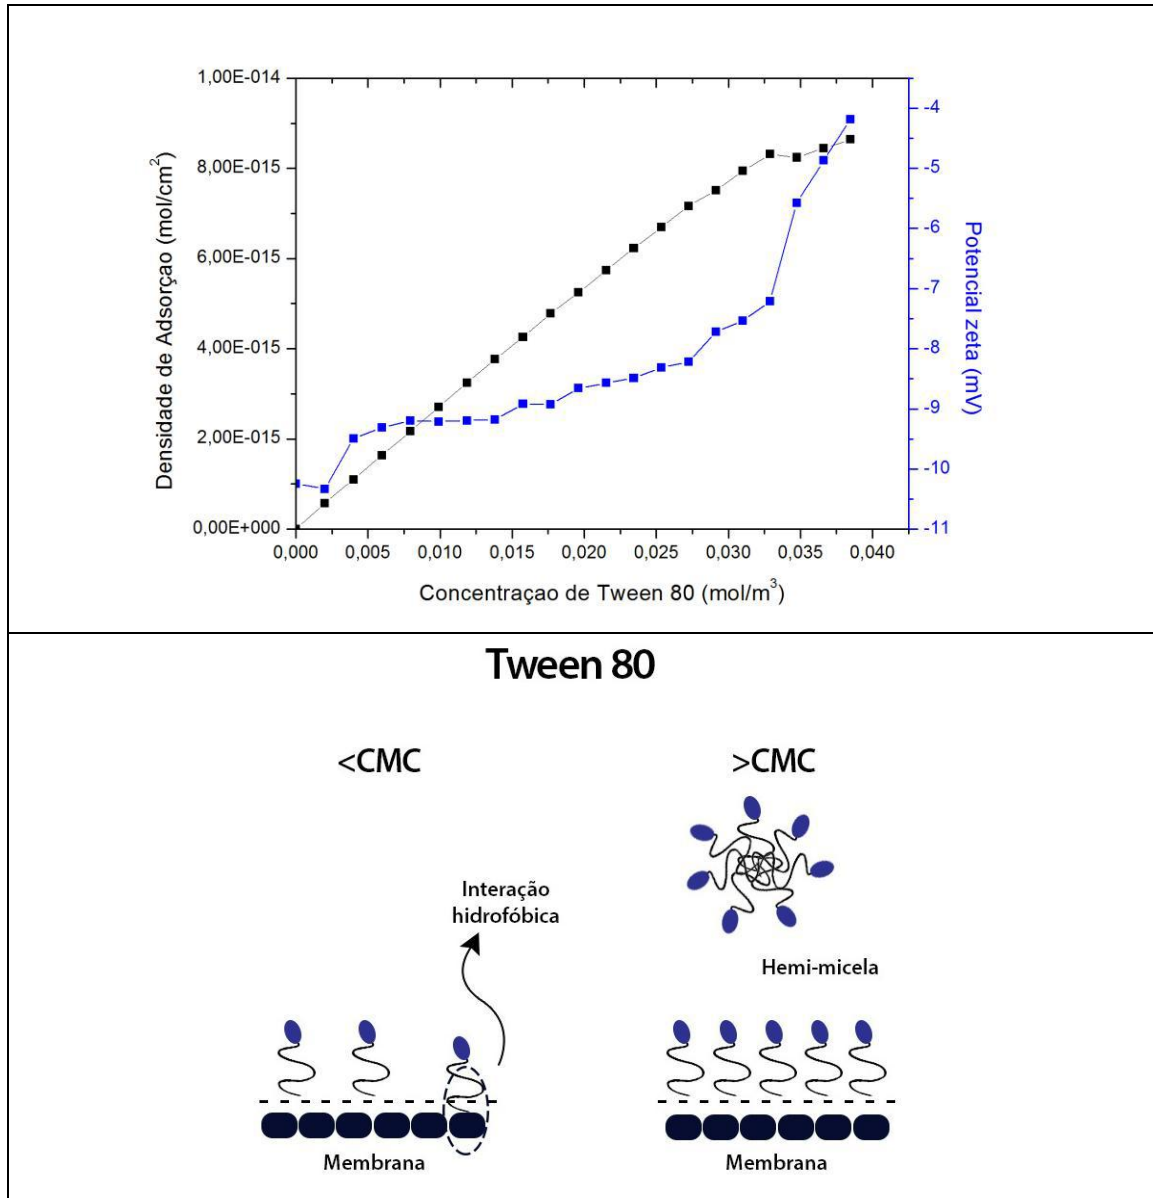 1,00E-014
8,00E-015
6,00E-015
4,00E-015
2,00E-015
0,00E+000
Densidade de Adsorçao (mol/cm²)
-4
-5
-6
-7
-8
-9
-10
-11
Potencial zeta (mV)
0,000 0,005 0,010 0,015 0,020 0,025 0,030 0,035 0,040
Concentraçao de Tween 80 (mol/m³)
Tween 80
<CMC >CMC
Interação
hidrofóbica
Hemi-micela
Membrana Membrana